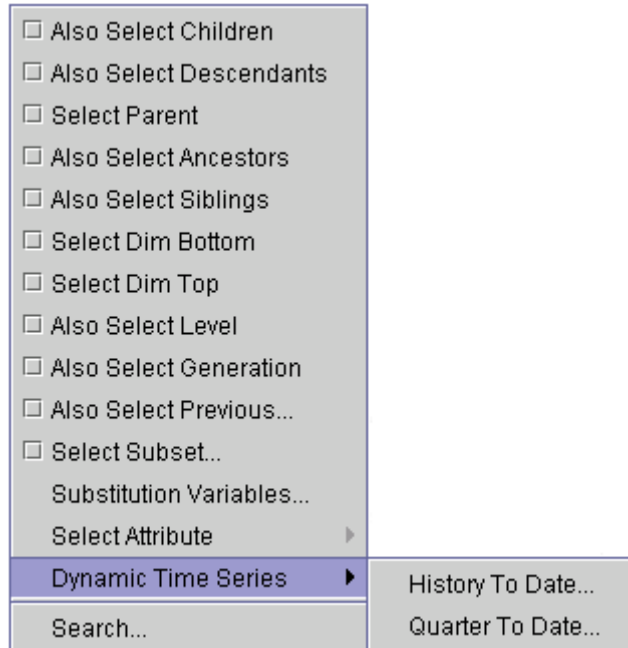 Also Select Children
Also Select Descendants
Select Parent
Also Select Ancestors
Also Select Siblings
Select Dim Bottom
Select Dim Top
Also Select Level
Also Select Generation
Also Select Previous...
Select Subset...
Substitution Variables...
Select Attribute
Dynamic Time Series
History To Date...
Search...
Quarter To Date...